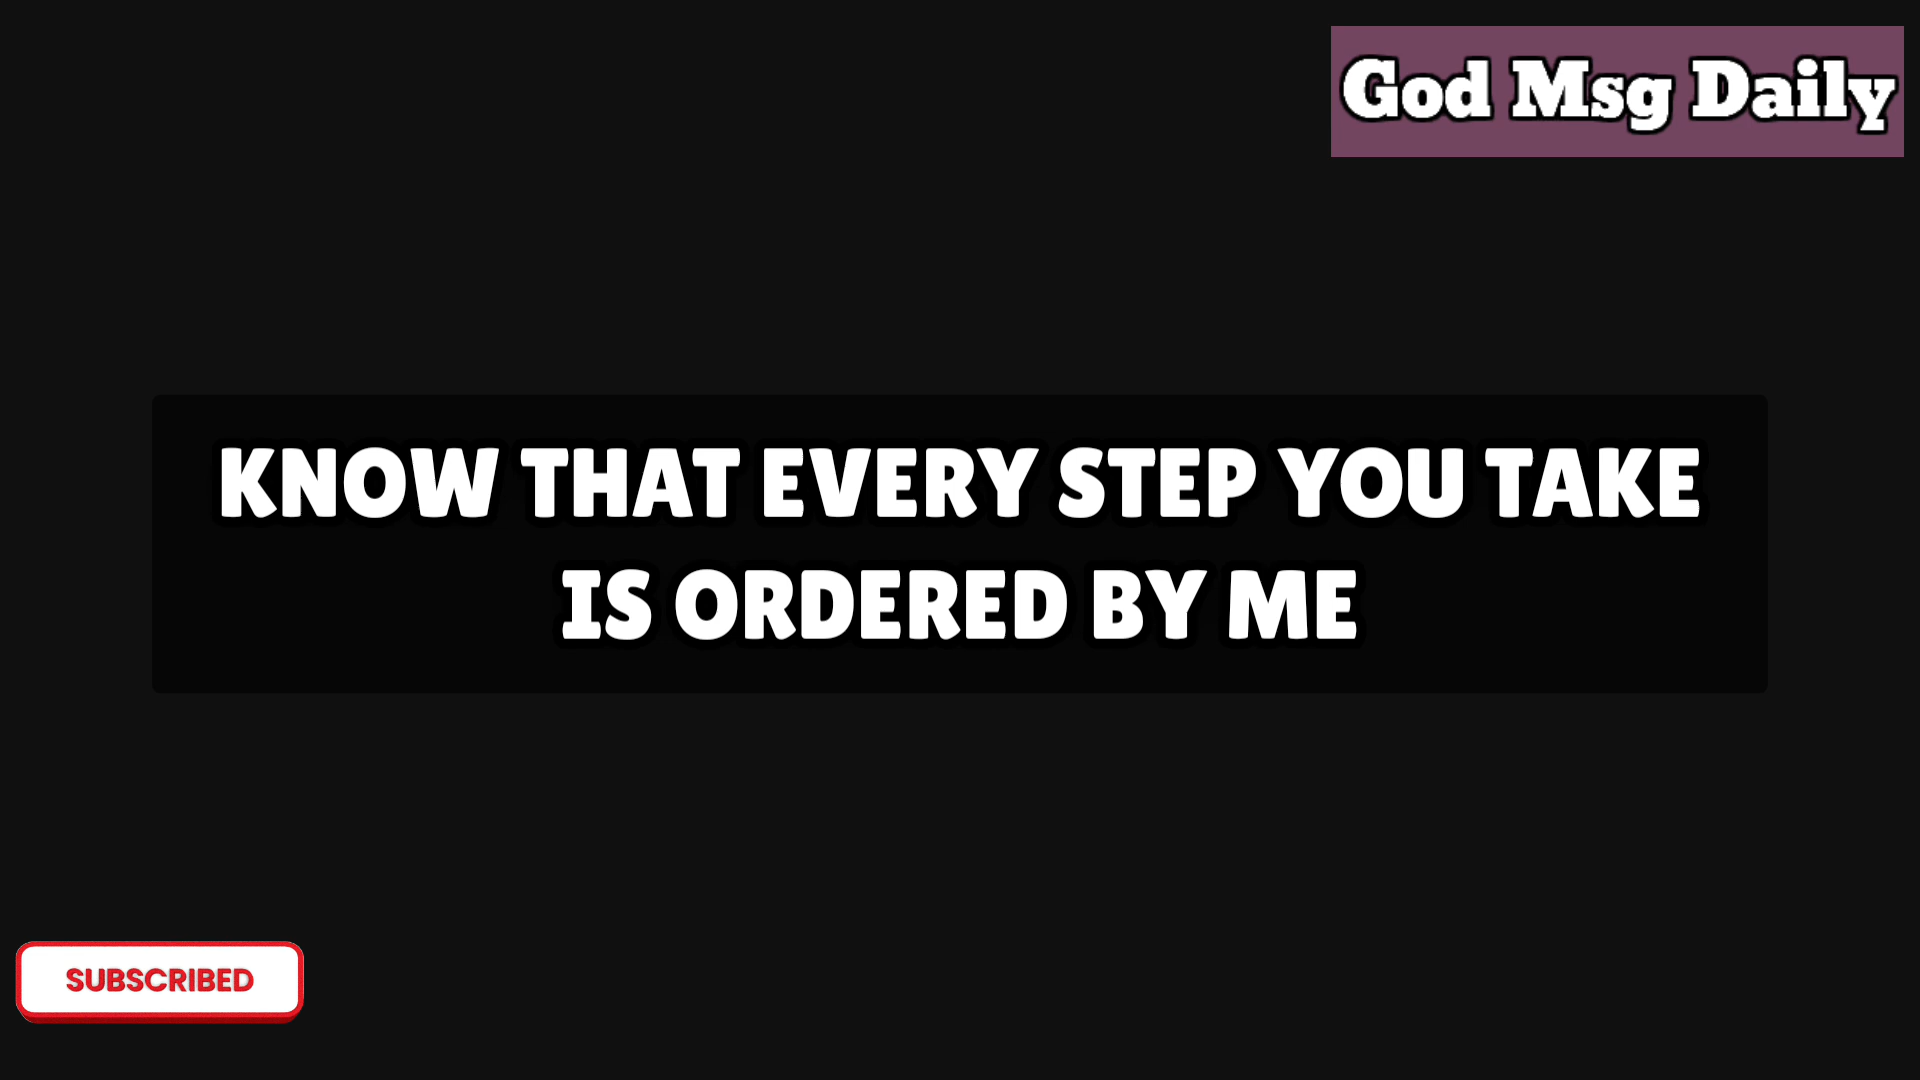 God Msg Daily
KNOW THAT EVERY STEP YOU TAKE
IS ORDERED BY ME
SUBSCRIBED